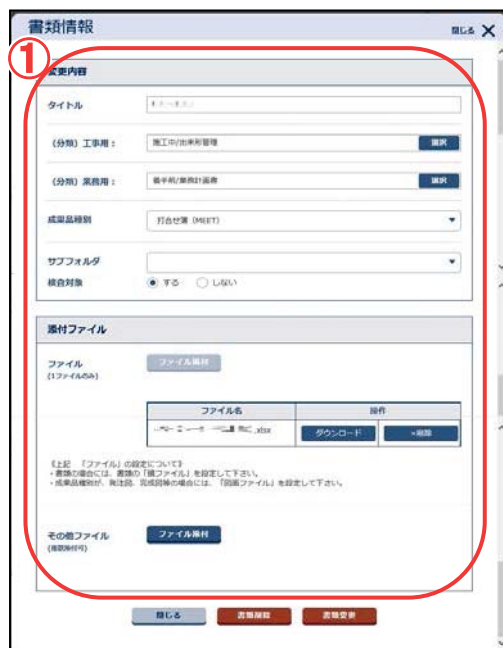 書類情報
閉じる ×
①
変更内容
タイトル
（分類）工事用：
施工中/出来形管理
選択
（分類）業務用：
着手前/業務計画書
選択
成果品種別
打合せ簿（MEET）
サブフォルダ
検査対象
する しない
添付ファイル
ファイル
(1ファイルのみ)
ファイル添付
ファイル名 操作
.xlsx
ダウンロード
×削除
《上記 「ファイル」の設定について》
・書類の場合には、書類の「鏡ファイル」を設定して下さい。
・成果品種別が、発注図、完成図等の場合には、「図面ファイル」を設定して下さい。
その他ファイル
(複数添付可)
ファイル添付
閉じる
書類削除
書類変更